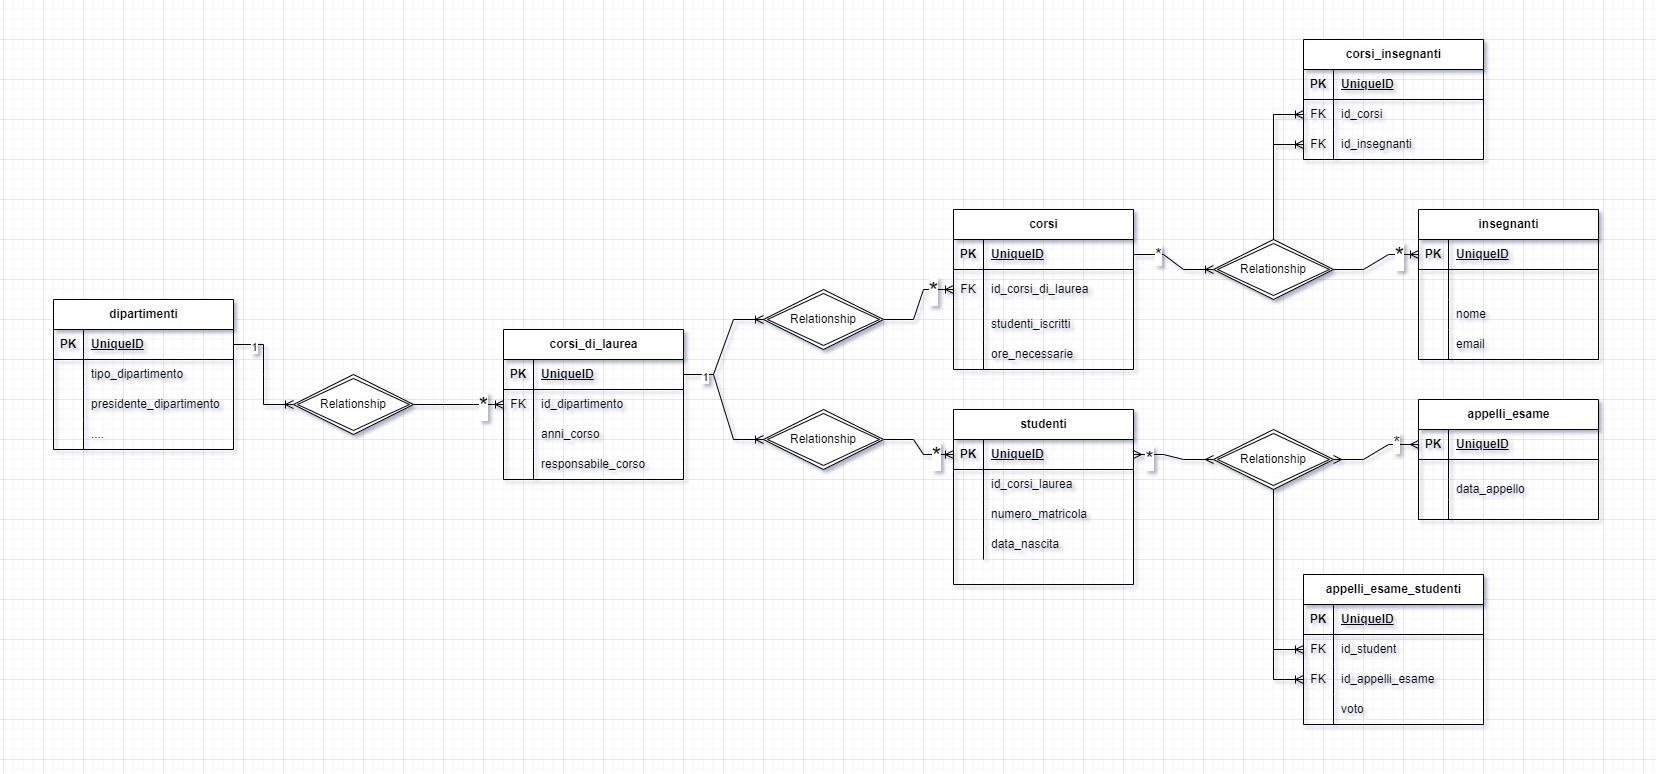 corsi_insegnanti
PK UniqueID
FK id_corsi
FK id_insegnanti
corsi
PK UniqueID
FK id_corsi_di_laurea
studenti_iscritti
ore_necessarie
*
Relationship
*
insegnanti
PK UniqueID
nome
email
dipartimenti
PK UniqueID
tipo_dipartimento
presidente_dipartimento
....
1
Relationship
*
corsi_di_laurea
PK UniqueID
FK id_dipartimento
anni_corso
responsabile_corso
1
Relationship
*
Relationship
*
studenti
PK UniqueID
id_corsi_laurea
numero_matricola
data_nascita
*
Relationship
*
appelli_esame
PK UniqueID
data_appello
appelli_esame_studenti
PK UniqueID
FK id_student
FK id_appelli_esame
voto